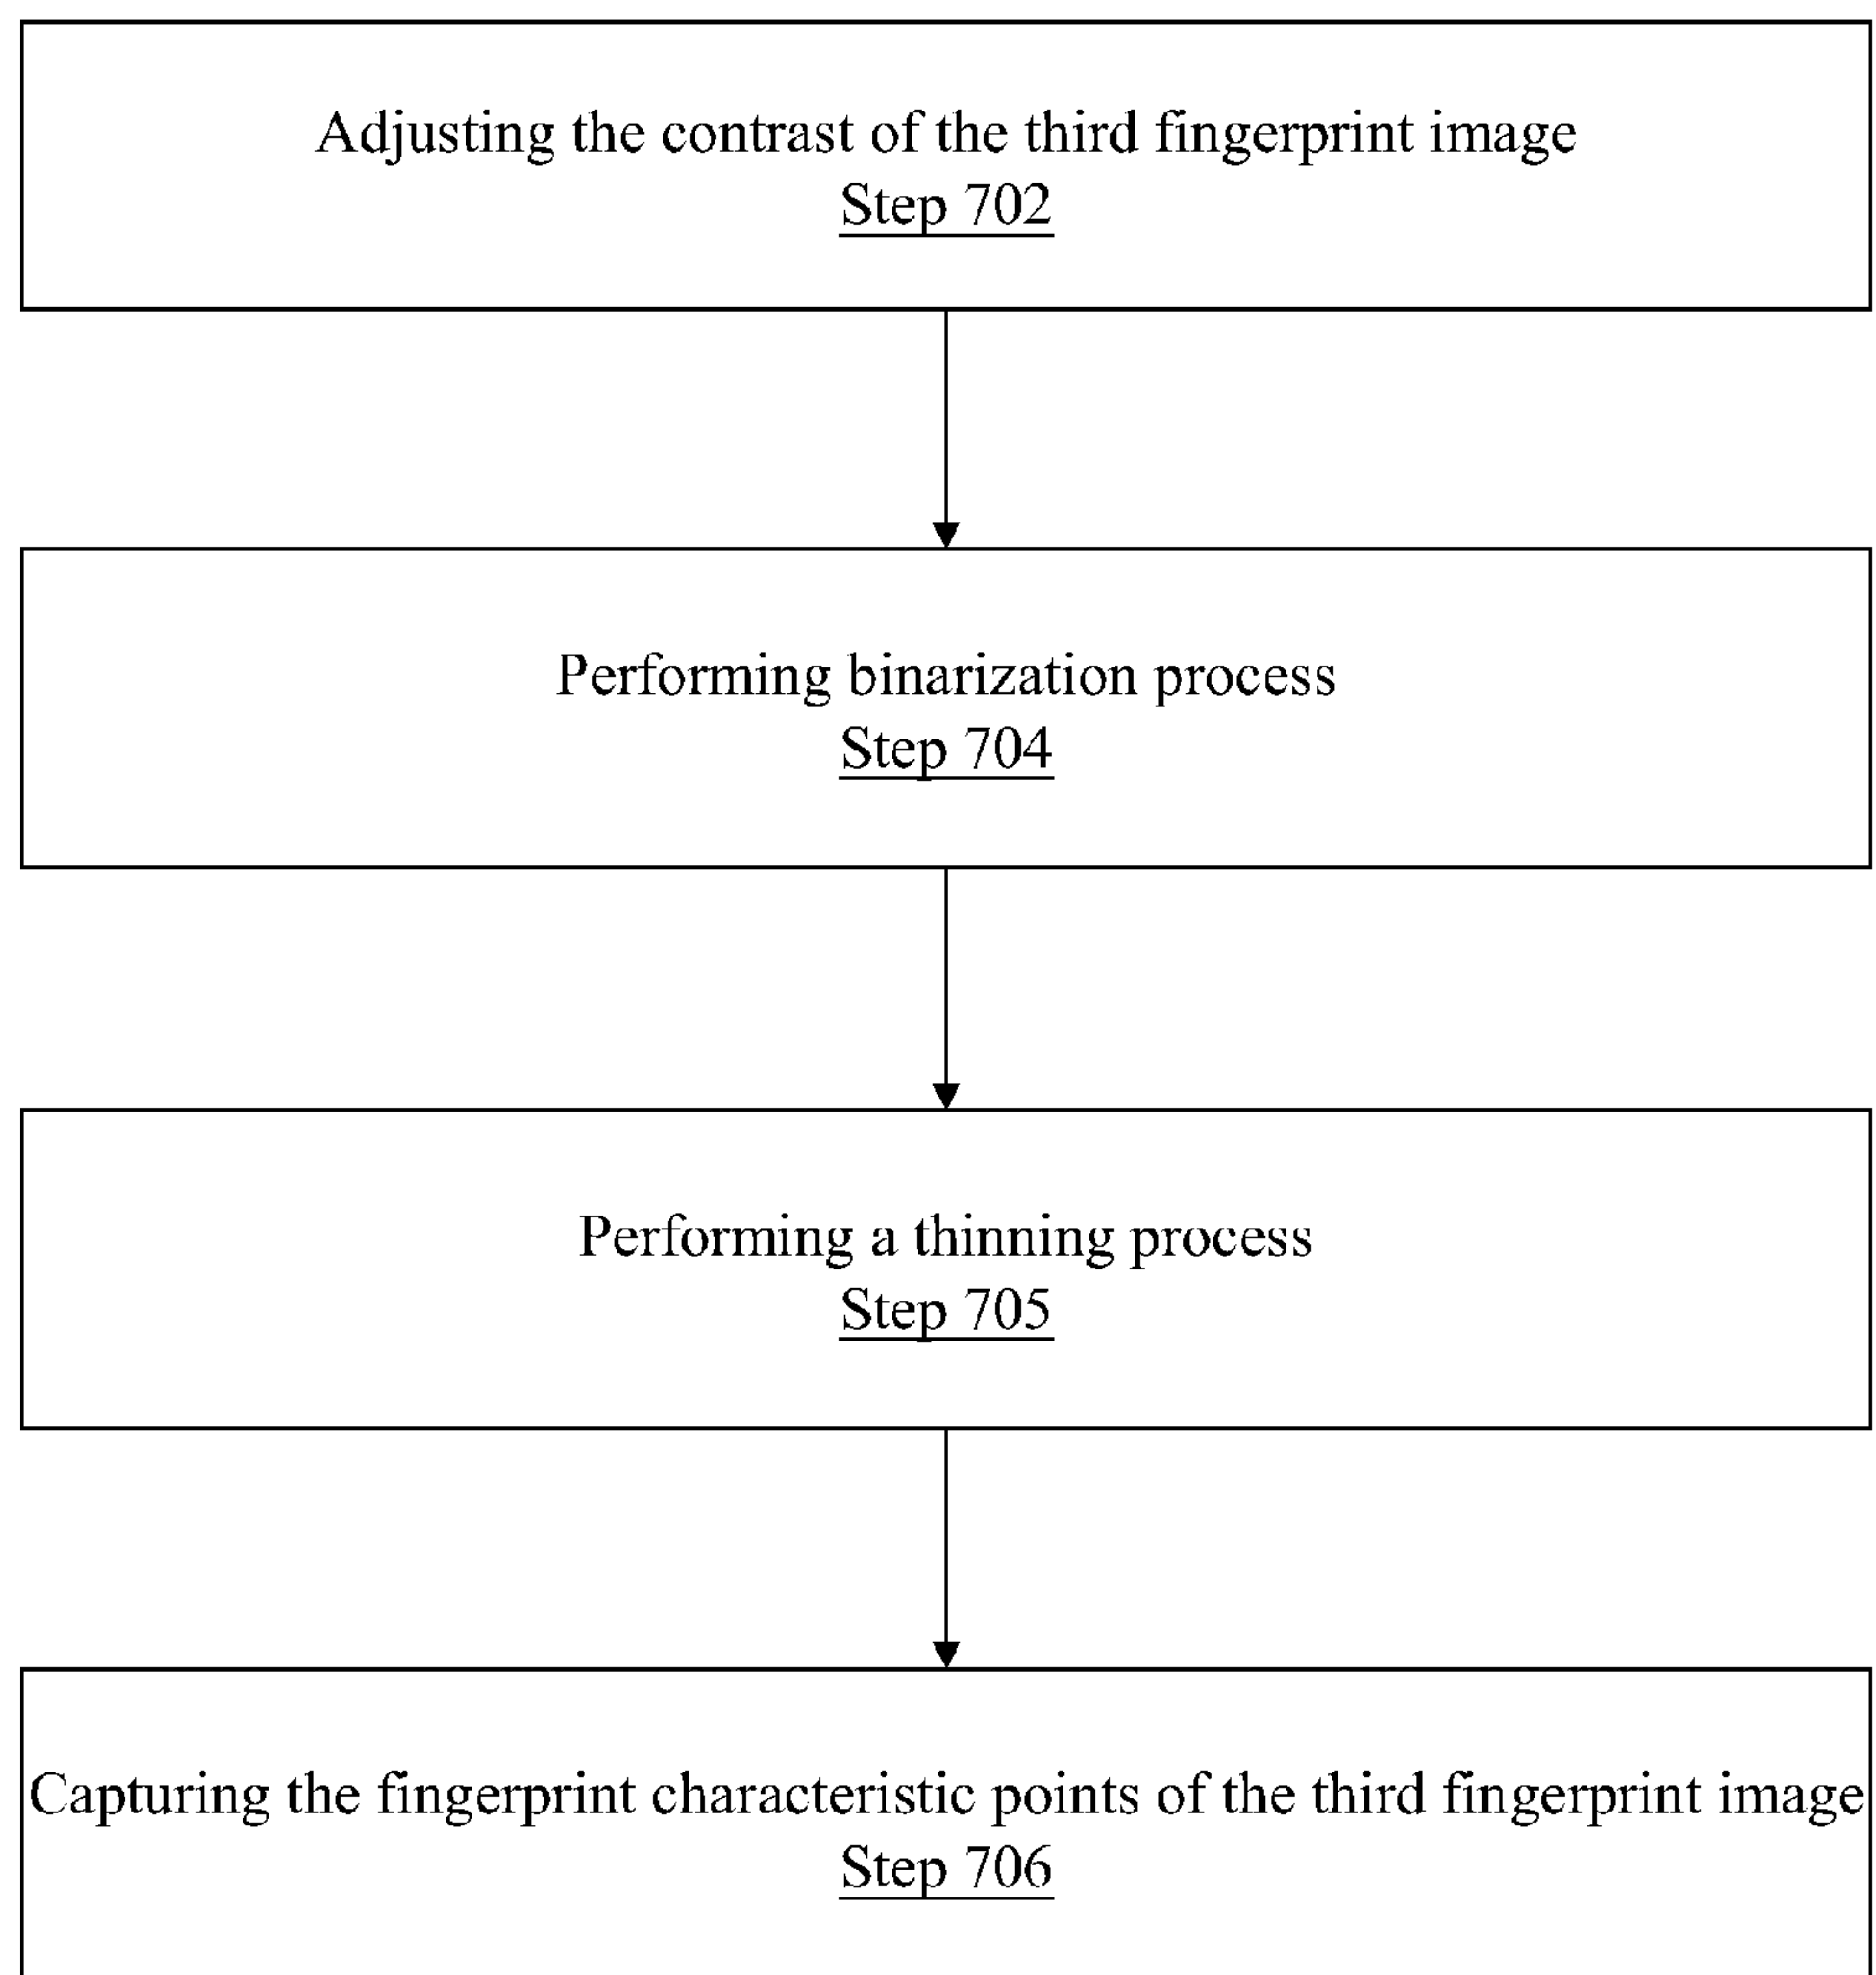 Adjusting the contrast of the third fingerprint image
Step 702
Performing binarization process
Step 704
Performing a thinning process
Step 705
Capturing the fingerprint characteristic points of the third fingerprint image
Step 706